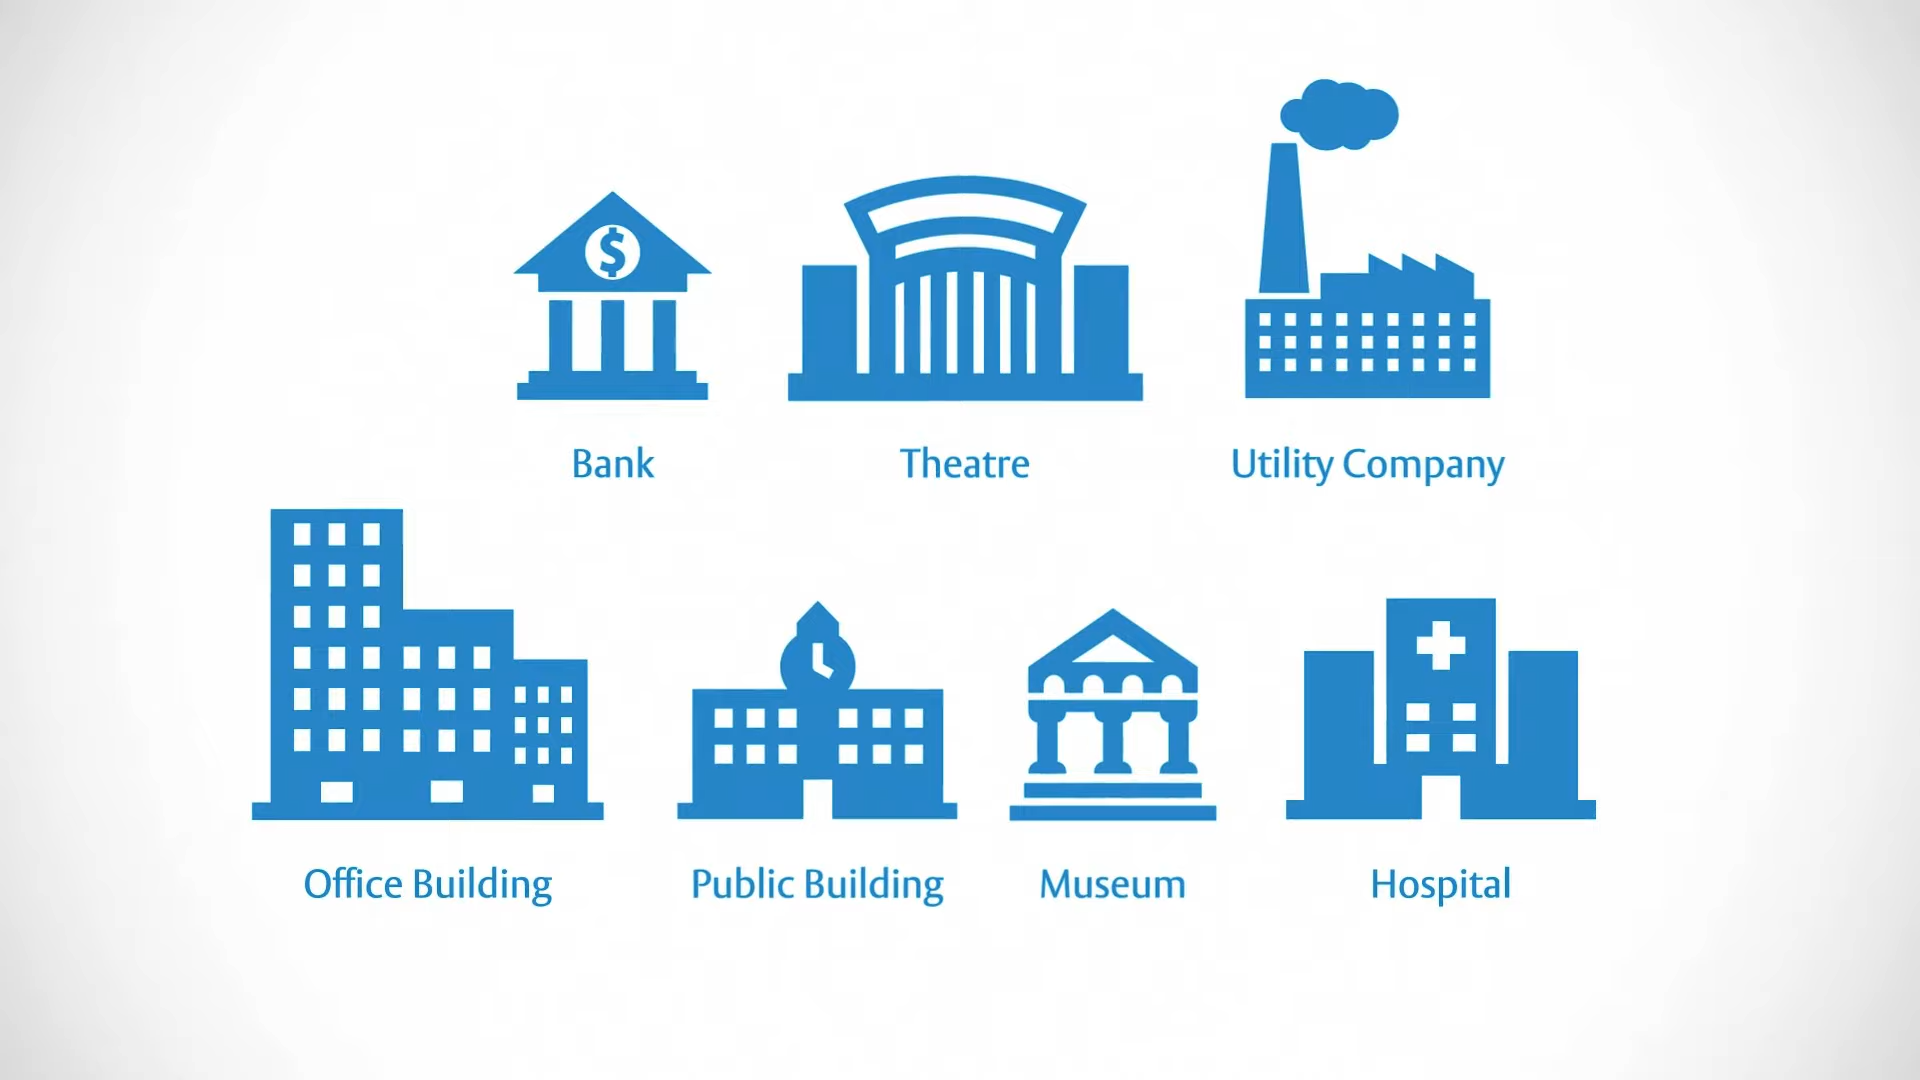 $
Bank
Theatre
Utility Company
Office Building
Public Building
Museum
Hospital